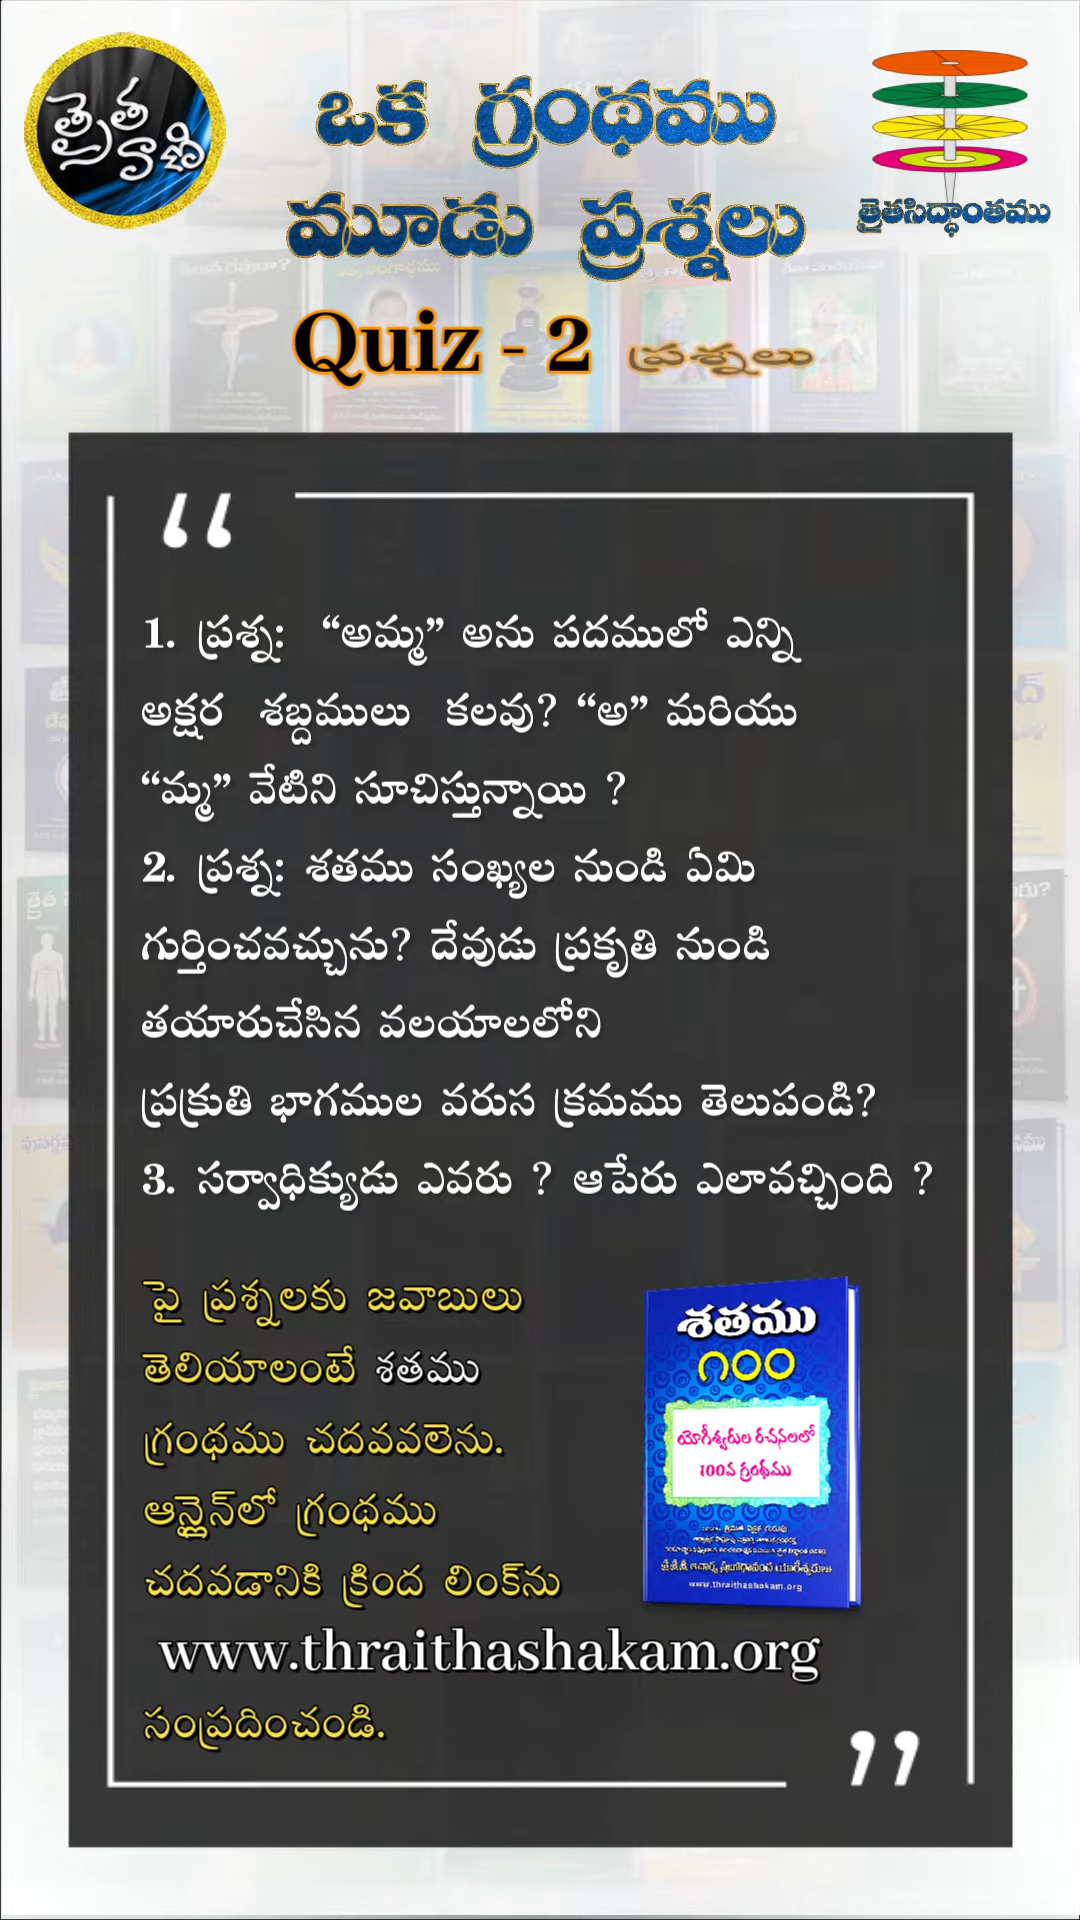 త్రైత
వాణి
ఒక గ్రంథము
మూడు ప్రశ్నలు
త్రైతసిద్ధాంతము
Quiz - 2 ప్రశ్నలు
“
1. ప్రశ్న: “అమ్మ” అను పదములో ఎన్ని
అక్షర శబ్దములు కలవు? “అ” మరియు
“మ్మ” వేటిని సూచిస్తున్నాయి ?
2. ప్రశ్న: శతము సంఖ్యల నుండి ఏమి
గుర్తించవచ్చును? దేవుడు ప్రకృతి నుండి
తయారుచేసిన వలయాలలోని
ప్రక్రుతి భాగముల వరుస క్రమము తెలుపండి?
3. సర్వాధిక్యుడు ఎవరు ? ఆపేరు ఎలావచ్చింది ?
పై ప్రశ్నలకు జవాబులు
తెలియాలంటే శతము
గ్రంథము చదవవలెను.
ఆన్లైన్‌లో గ్రంథము
చదవడానికి క్రింద లింక్‌ను
www.thraithashakam.org
సంప్రదించండి.
”
శతము
౧౦౦
యోగీశ్వరుల రచనలలో
100వ గ్రంథము
శ్రీశ్రీశ్రీ ఆచార్య ప్రబోధానంద యోగీశ్వరులు
www.thraithashakam.org